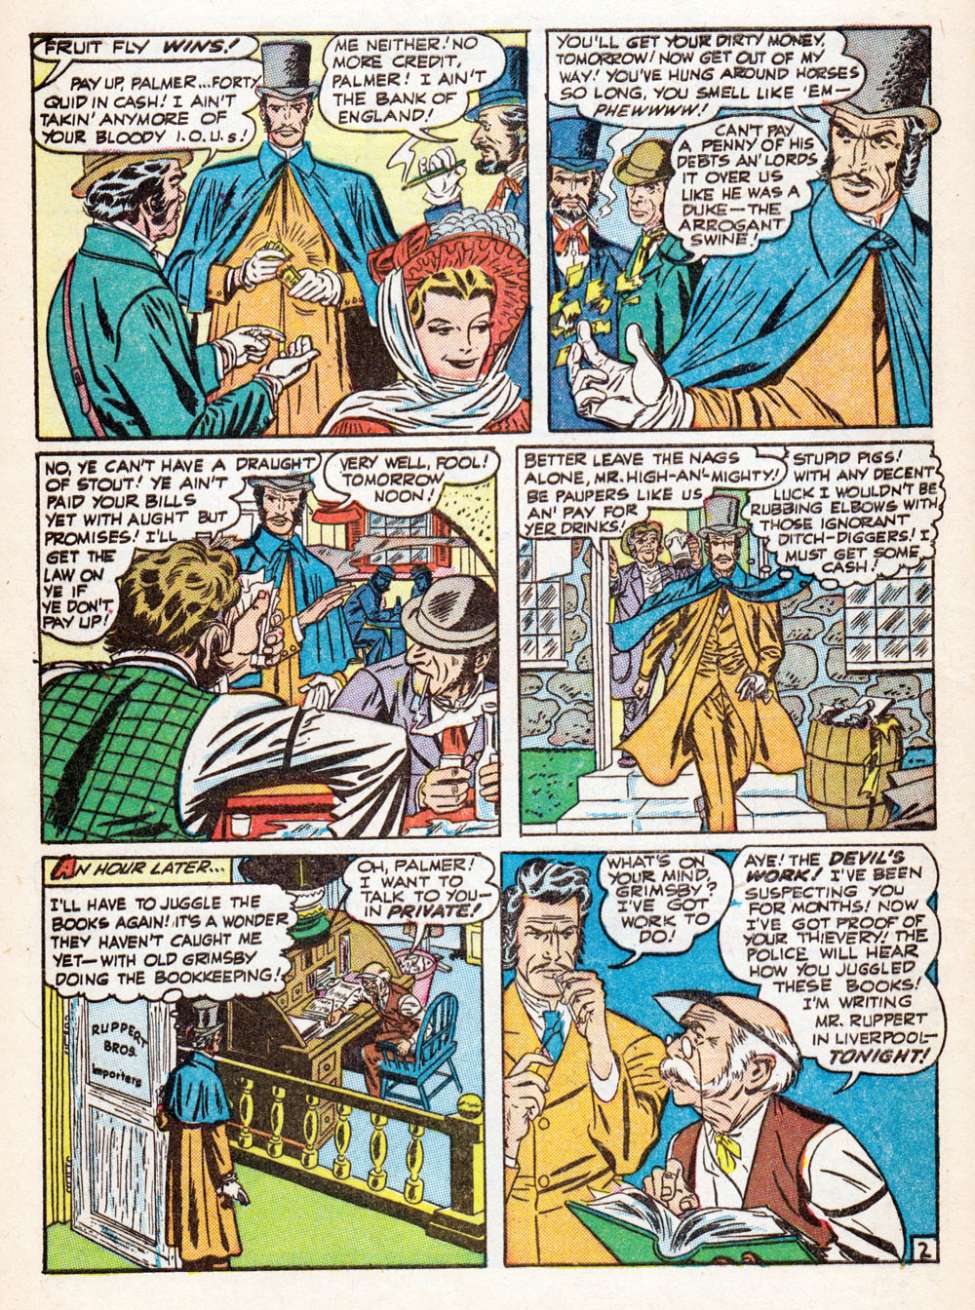 FRUIT FLY WINS!
PAY UP, PALMER...FORTY
QUID IN CASH! I AIN'T
TAKIN' ANYMORE OF
YOUR BLOODY I.O.U.s!
ME NEITHER! NO
MORE CREDIT,
PALMER! I AIN'T
THE BANK OF
ENGLAND!
YOU'LL GET YOUR DIRTY MONEY,
TOMORROW! NOW GET OUT OF MY
WAY! YOU'VE HUNG AROUND HORSES
SO LONG, YOU SMELL LIKE 'EM—
PHEWWWW!
CAN'T PAY
A PENNY OF HIS
DEBTS AN' LORDS
IT OVER US
LIKE HE WAS A
DUKE—THE
ARROGANT
SWINE!
NO, YE CAN'T HAVE A DRAUGHT
OF STOUT! YE AIN'T
PAID YOUR BILLS
YET WITH AUGHT BUT
PROMISES! I'LL
GET THE
LAW ON
YE IF
YE DON'T
PAY UP!
VERY WELL, FOOL!
TOMORROW
NOON!
BETTER LEAVE THE NAGS
ALONE, MR. HIGH-AN'-MIGHTY!
BE PAUPERS LIKE US
AN' PAY FOR
YER DRINKS!
STUPID PIGS!
WITH ANY DECENT
LUCK I WOULDN'T BE
RUBBING ELBOWS WITH
THOSE IGNORANT
DITCH-DIGGERS! I
MUST GET SOME
CASH!
AN HOUR LATER...
I'LL HAVE TO JUGGLE THE
BOOKS AGAIN! IT'S A WONDER
THEY HAVEN'T CAUGHT ME
YET—WITH OLD GRIMSBY
DOING THE BOOKKEEPING!
OH, PALMER!
I WANT TO
TALK TO YOU—
IN PRIVATE!
RUPPERT
BROS.
Importers
WHAT'S ON
YOUR MIND,
GRIMSBY?
I'VE GOT
WORK TO
DO!
AYE! THE DEVIL'S
WORK! I'VE BEEN
SUSPECTING YOU
FOR MONTHS! NOW
I'VE GOT PROOF OF
YOUR THIEVERY! THE
POLICE WILL HEAR
HOW YOU JUGGLED
THESE BOOKS!
I'M WRITING
MR. RUPPERT
IN LIVERPOOL—
TONIGHT!
2